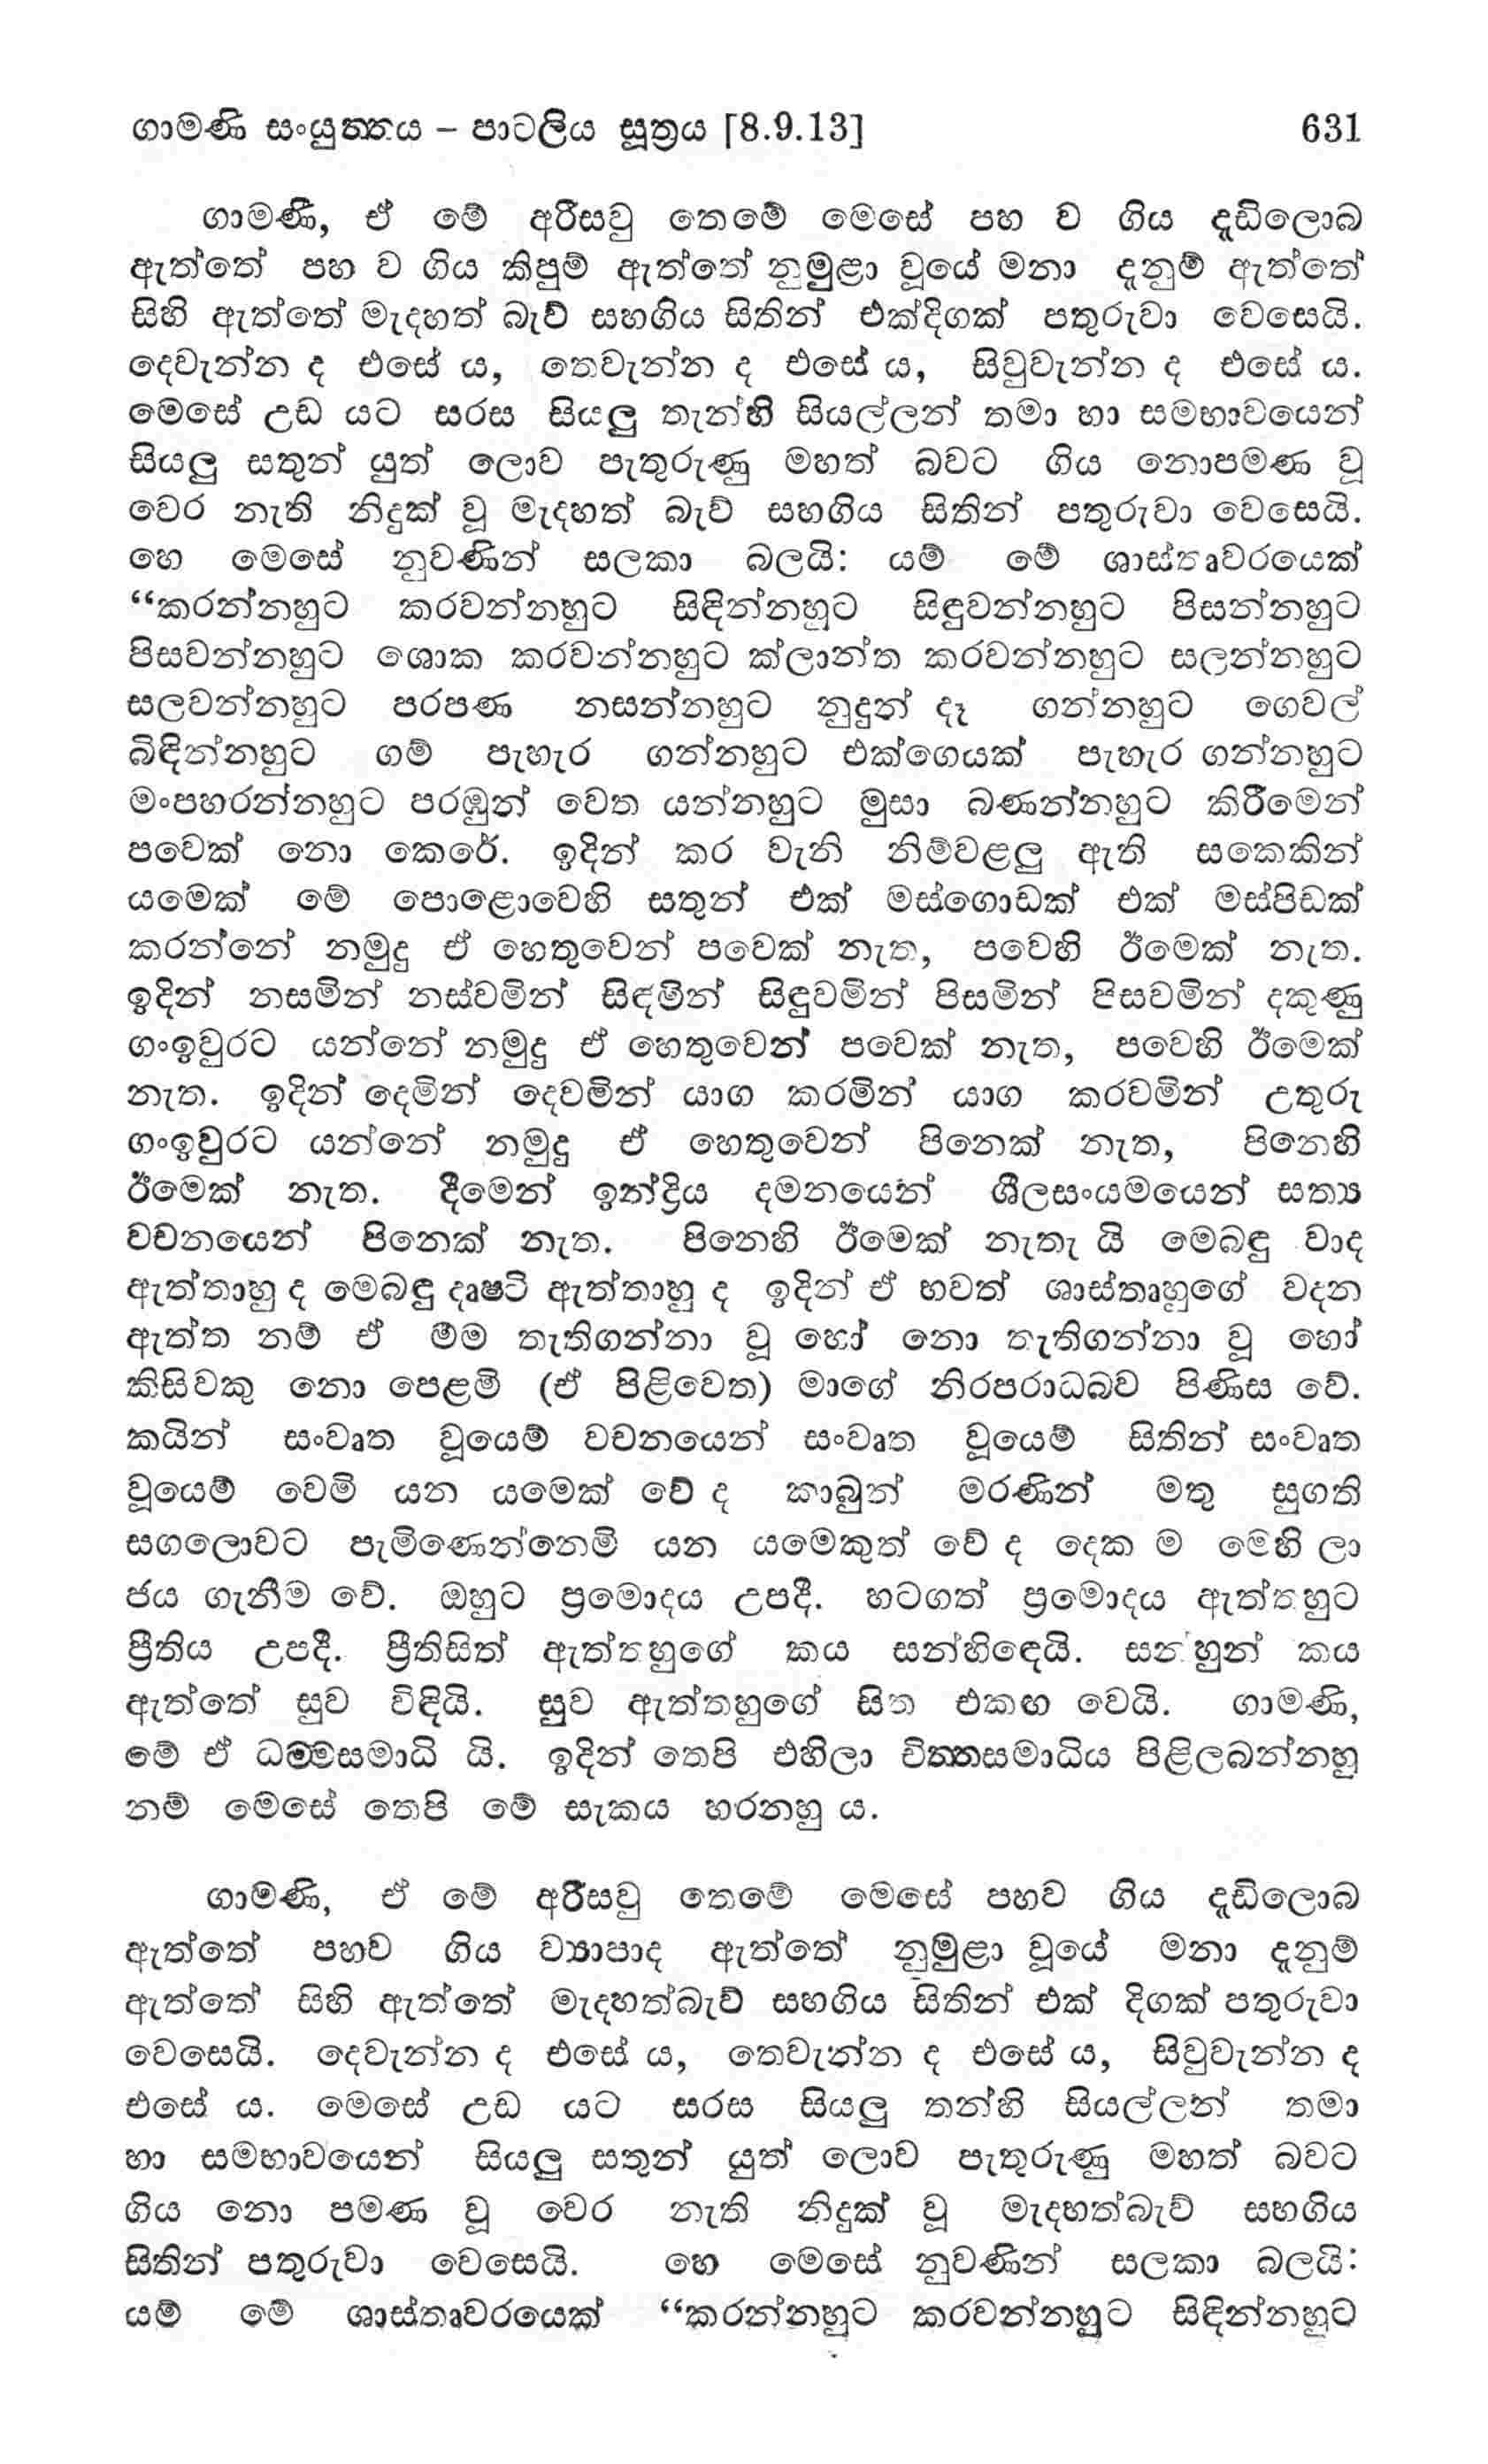 ගාමණි සංයුත්තය – පාටලිය සූත්‍රය [8.9.13] 631
ගාමණී, ඒ මේ අරීසවු තෙමේ මෙසේ පහ ව ගිය දැඩිලොබ
ඇත්තේ පහ ව ගිය කිපුම් ඇත්තේ නුමුළා වූයේ මනා දැනුම් ඇත්තේ
සිහි ඇත්තේ මැදහත් බැව් සහගිය සිතින් එක්දිගක් පතුරුවා වෙසෙයි.
දෙවැන්න ද එසේ ය, තෙවැන්න ද එසේ ය, සිවුවැන්න ද එසේ ය.
මෙසේ උඩ යට සරස සියලු තැන්හි සියල්ලන් තමා හා සමභාවයෙන්
සියලු සතුන් යුත් ලොව පැතුරුණු මහත් බවට ගිය නොපමණ වූ
වෙර නැති නිදුක් වූ මැදහත් බැව් සහගිය සිතින් පතුරුවා වෙසෙයි.
හෙ මෙසේ නුවණින් සලකා බලයි: යම් මේ ශාස්තෘවරයෙක්
“කරන්නහුට කරවන්නහුට සිඳින්නහුට සිඳුවන්නහුට පිසන්නහුට
පිසවන්නහුට ශොක කරවන්නහුට ක්ලාන්ත කරවන්නහුට සලන්නහුට
සලවන්නහුට පරපණ නසන්නහුට නුදුන් දෑ ගන්නහුට ගෙවල්
බිඳින්නහුට ගම් පැහැර ගන්නහුට එක්ගෙයක් පැහැර ගන්නහුට
මංපහරන්නහුට පරඹුන් වෙත යන්නහුට මුසා බණන්නහුට කිරීමෙන්
පවෙක් නො කෙරේ. ඉදින් කර වැනි නිම්වළලු ඇති සකෙකින්
යමෙක් මේ පොළොවෙහි සතුන් එක් මස්ගොඩක් එක් මස්පිඩක්
කරන්නේ නමුදු ඒ හෙතුවෙන් පවෙක් නැත, පවෙහි ඊමෙක් නැත.
ඉදින් නසමින් නස්වමින් සිඳමින් සිඳුවමින් පිසමින් පිසවමින් දකුණු
ගංඉවුරට යන්නේ නමුදු ඒ හෙතුවෙන් පවෙක් නැත, පවෙහි ඊමෙක්
නැත. ඉදින් දෙමින් දෙවමින් යාග කරමින් යාග කරවමින් උතුරු
ගංඉවුරට යන්නේ නමුදු ඒ හෙතුවෙන් පිනෙක් නැත, පිනෙහි
ඊමෙක් නැත. දීමෙන් ඉන්ද්‍රිය දමනයෙන් ශීලසංයමයෙන් සත්‍ය
වචනයෙන් පිනෙක් නැත. පිනෙහි ඊමෙක් නැතැ යි මෙබඳු වාද
ඇත්තාහු ද මෙබඳු දෘෂ්ටි ඇත්තාහු ද ඉදින් ඒ භවත් ශාස්තෘහුගේ වදන
ඇත්ත නම් ඒ මම තැතිගන්නා වූ හෝ නො තැතිගන්නා වූ හෝ
කිසිවකු නො පෙළමි (ඒ පිළිවෙත) මාගේ නිරපරාධබව පිණිස වේ.
කයින් සංවෘත වූයෙම් වචනයෙන් සංවෘත වූයෙම් සිතින් සංවෘත
වූයෙම් වෙමි යන යමෙක් වේ ද කාබුන් මරණින් මතු සුගති
සගලොවට පැමිණෙන්නෙමි යන යමෙකුත් වේ ද දෙක ම මෙහි ලා
ජය ගැනීම වේ. ඔහුට ප්‍රමොදය උපදී. හටගත් ප්‍රමොදය ඇත්තහුට
ප්‍රීතිය උපදී. ප්‍රීතිසිත් ඇත්තහුගේ කය සන්හිඳෙයි. සන්හුන් කය
ඇත්තේ සුව විඳියි. සුව ඇත්තහුගේ සිත එකඟ වෙයි. ගාමණි,
මේ ඒ ධම්මසමාධි යි. ඉදින් තෙපි එහිලා චිත්තසමාධිය පිළිලබන්නහු
නම් මෙසේ තෙපි මේ සැකය හරනහු ය.
ගාමණි, ඒ මේ අරීසවු තෙමේ මෙසේ පහව ගිය දැඩිලොබ
ඇත්තේ පහව ගිය ව්‍යාපාද ඇත්තේ නුමුළා වූයේ මනා දැනුම්
ඇත්තේ සිහි ඇත්තේ මැදහත්බැව් සහගිය සිතින් එක් දිගක් පතුරුවා
වෙසෙයි. දෙවැන්න ද එසේ ය, තෙවැන්න ද එසේ ය, සිවුවැන්න ද
එසේ ය. මෙසේ උඩ යට සරස සියලු තන්හි සියල්ලන් තමා
හා සමභාවයෙන් සියලු සතුන් යුත් ලොව පැතුරුණු මහත් බවට
ගිය නො පමණ වූ වෙර නැති නිදුක් වූ මැදහත්බැව් සහගිය
සිතින් පතුරුවා වෙසෙයි. හෙ මෙසේ නුවණින් සලකා බලයි:
යම් මේ ශාස්තෘවරයෙක් “කරන්නහුට කරවන්නහුට සිඳින්නහුට